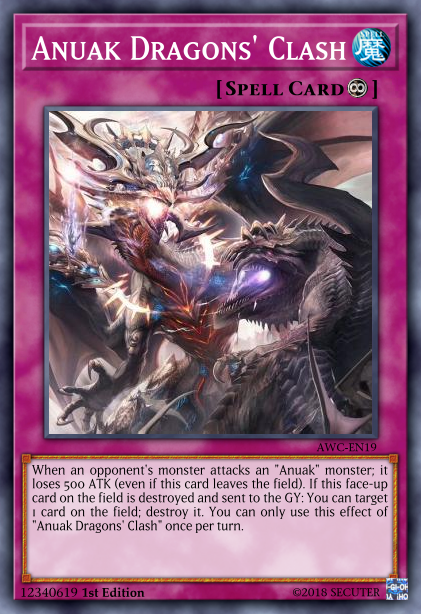 Anuak Dragons' Clash 魔
[Spell Card]
AWC-EN19
When an opponent's monster attacks an "Anuak" monster; it
loses 500 ATK (even if this card leaves the field). If this face-up
card on the field is destroyed and sent to the GY: You can target
1 card on the field; destroy it. You can only use this effect of
"Anuak Dragons' Clash" once per turn.
12340619 1st Edition ©2018 SECUTER